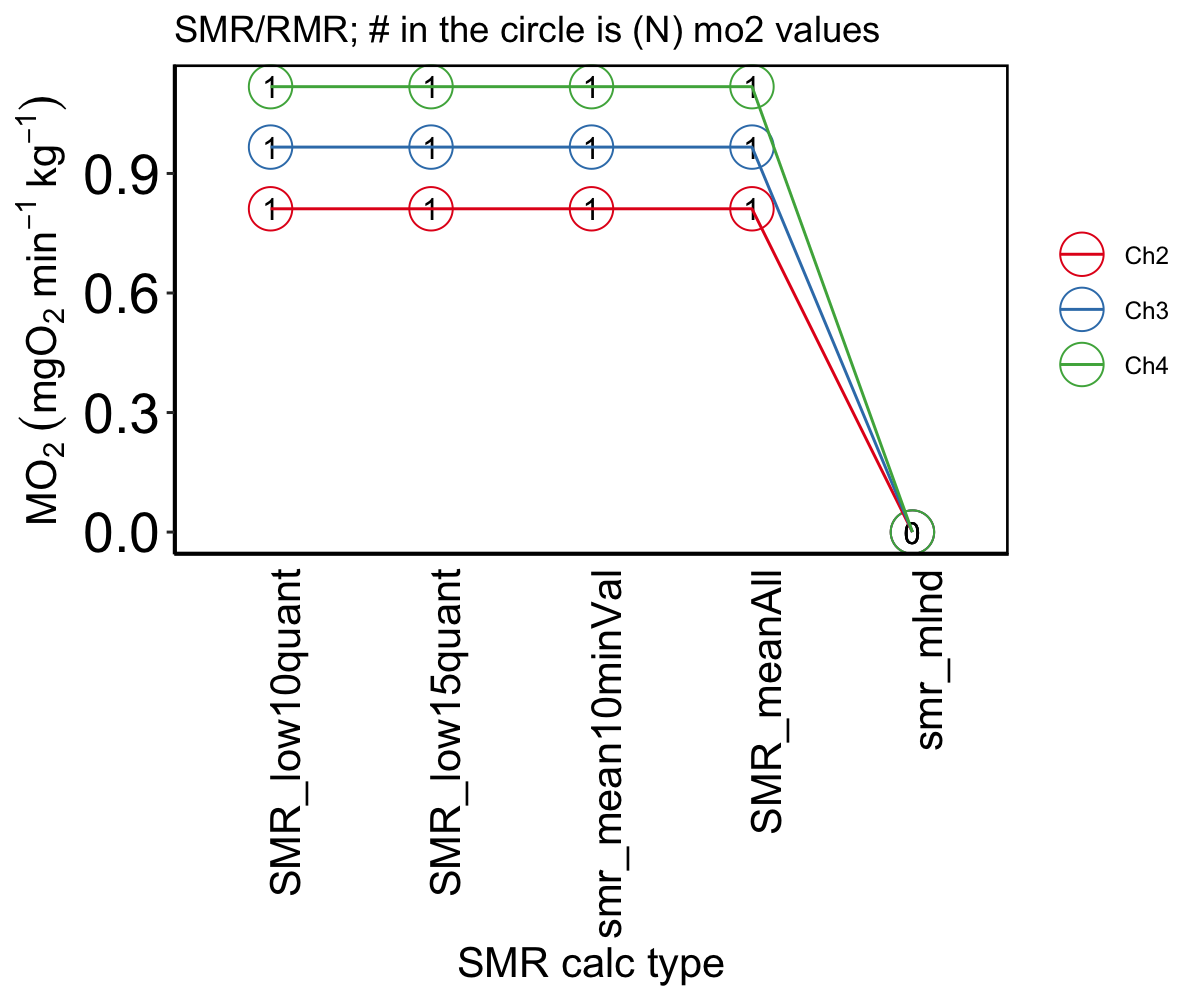 SMR/RMR; # in the circle is (N) mo2 values
MO₂ (mgO₂ min⁻¹ kg⁻¹)
0.9
0.6
0.3
0.0
1 1 1 1
1 1 1 1
1 1 1 1
0
Ch2
Ch3
Ch4
SMR_low10quant
SMR_low15quant
smr_mean10minVal
SMR_meanAll
smr_mlnd
SMR calc type